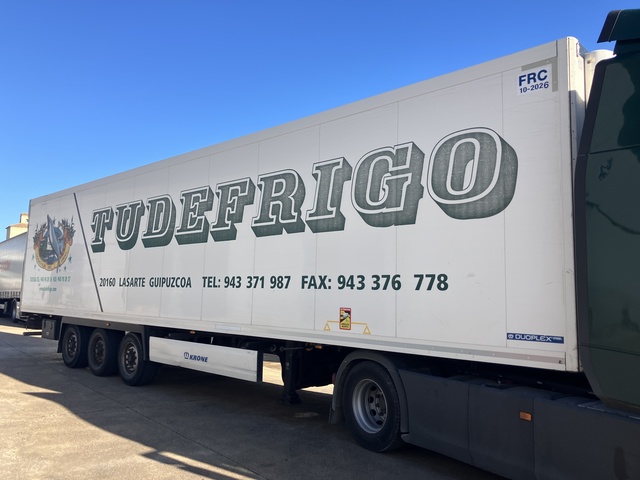 FRC
10-2026
TUDEFRIGO
20160 LASARTE GUIPUZCOA TEL: 943 371 987 FAX: 943 376 778
DUOPLEX
KRONE